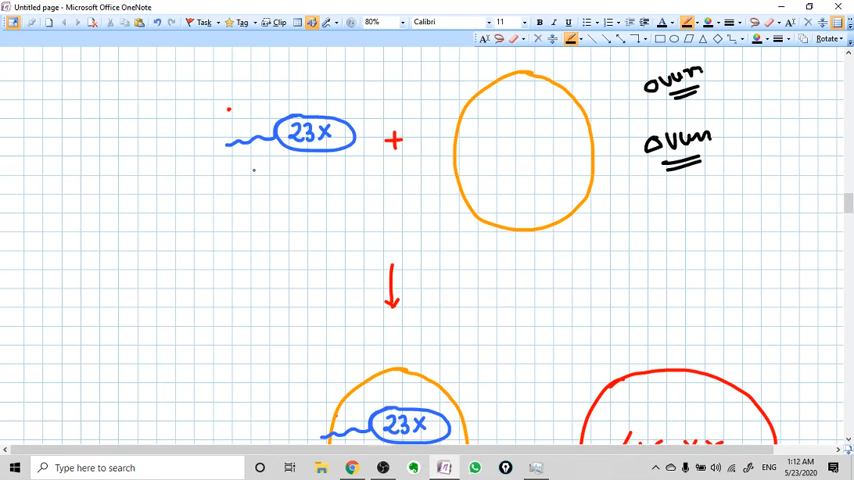 Untitled page - Microsoft Office OneNote
Task Tag Clip 80% Calibri 11 B I U
Rotate
ovum
23X +
ovum
23X
Type here to search
ENG 1:12 AM
5/23/2020